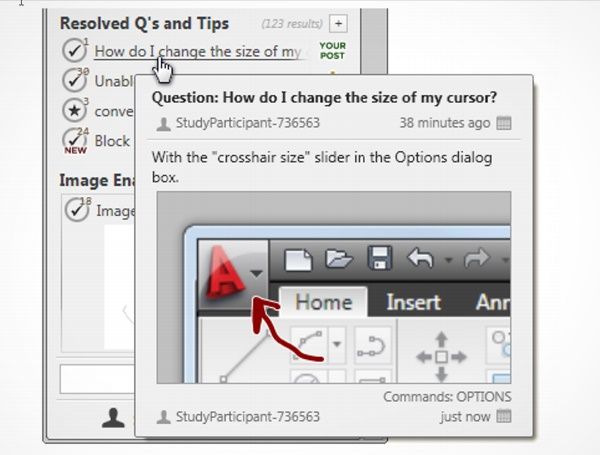 Resolved Q's and Tips (123 results) +
1 How do I change the size of my YOUR POST
30 Unabl
3 conve
24 Block
NEW
Image Ena
18 Image
Question: How do I change the size of my cursor?
StudyParticipant-736563 38 minutes ago
With the "crosshair size" slider in the Options dialog
box.
A
Home Insert Ann
Commands: OPTIONS
StudyParticipant-736563 just now